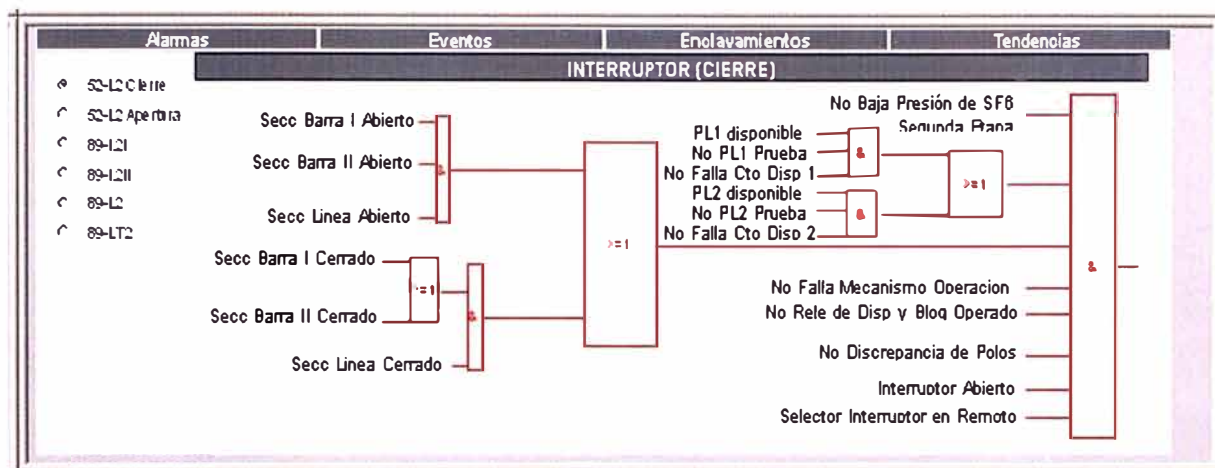 Alarmas Eventos Enclavamientos Tendencias
INTERRUPTOR (CIERRE)
52-L2 Cierre
52-L2 Apertura
89-L2I
89-L2II
89-L2
89-LT2
Secc Barra I Abierto
Secc Barra II Abierto
Secc Linea Abierto
&
Secc Barra I Cerrado
Secc Barra II Cerrado
>=1
Secc Linea Cerrado
&
>=1
No Baja Presión de SF6
Segunda Etapa
PL1 disponible
No PL1 Prueba
No Falla Cto Disp 1
&
PL2 disponible
No PL2 Prueba
No Falla Cto Disp 2
&
>=1
No Falla Mecanismo Operacion
No Rele de Disp y Bloq Operado
No Discrepancia de Polos
Interruptor Abierto
Selector Interruptor en Remoto
&